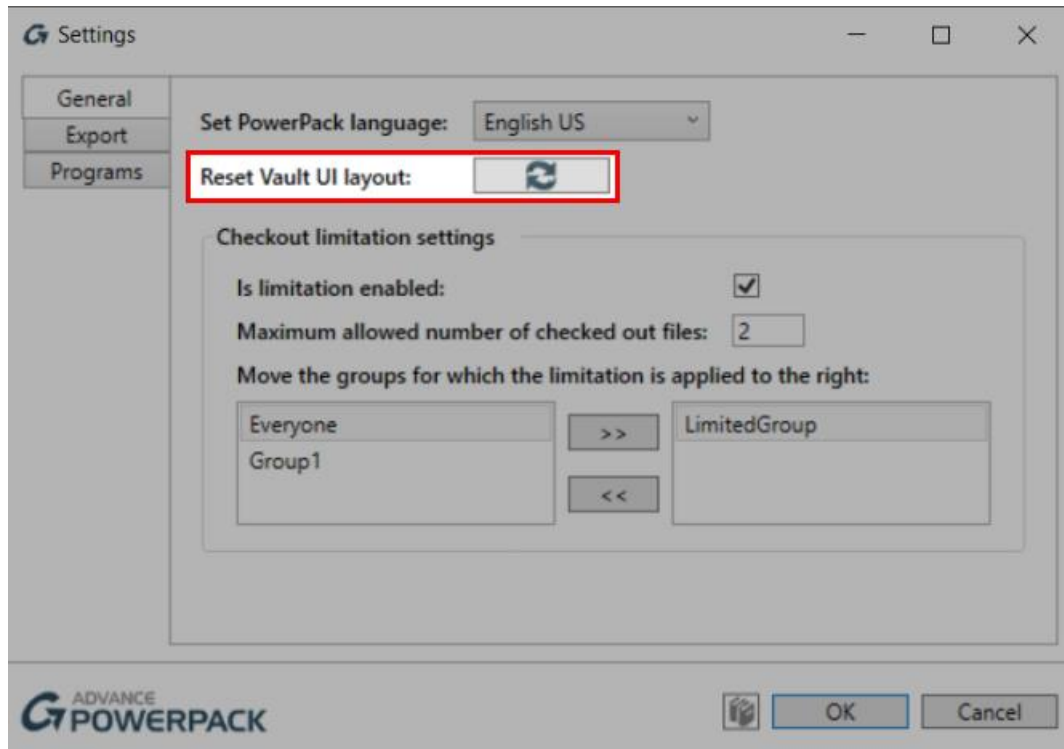 Settings
General
Export
Programs
Set PowerPack language: English US
Reset Vault UI layout:
Checkout limitation settings
Is limitation enabled:
Maximum allowed number of checked out files: 2
Move the groups for which the limitation is applied to the right:
Everyone
Group1
>>
<<
LimitedGroup
ADVANCE
POWERPACK
OK
Cancel